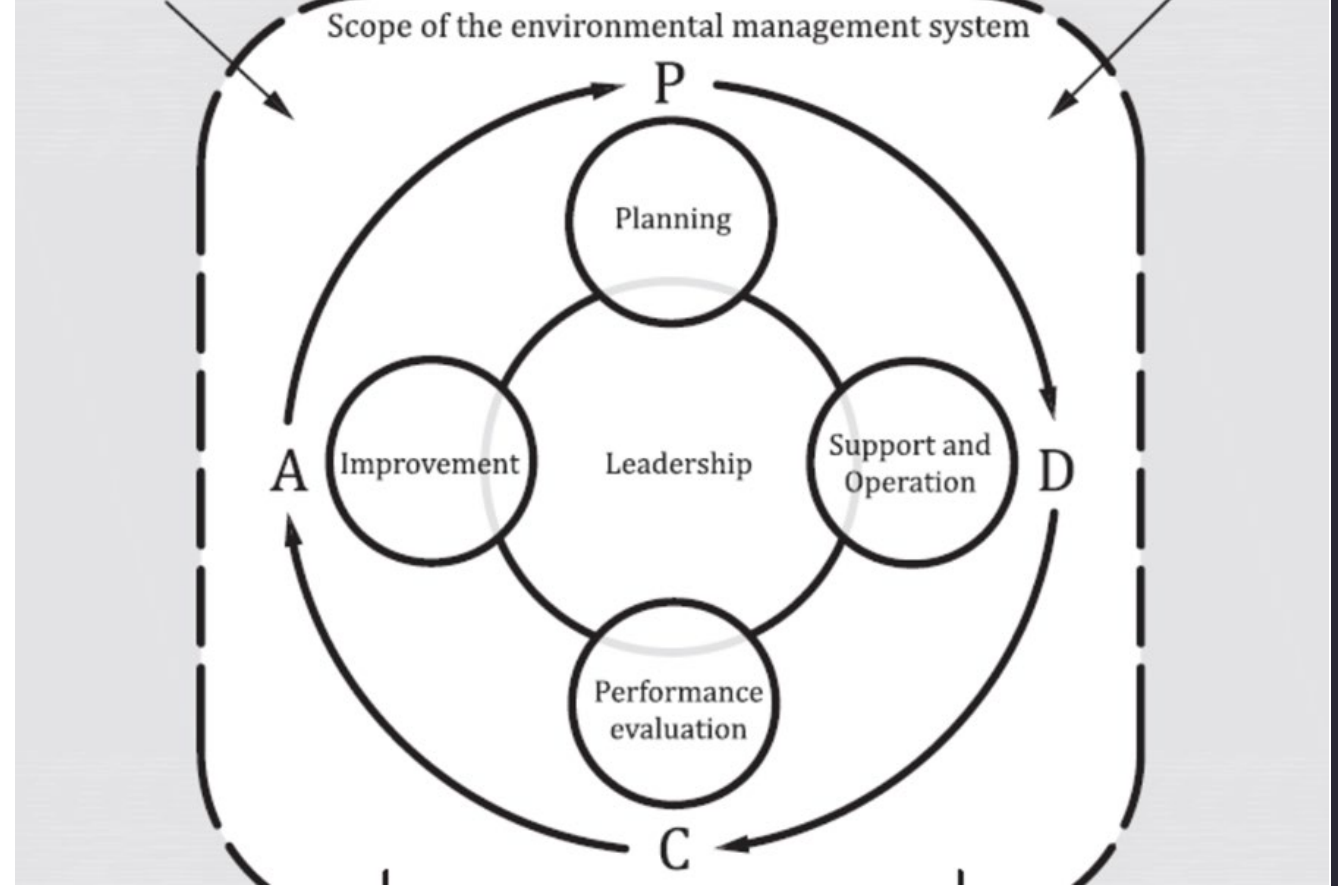 Scope of the environmental management system
P
Planning
A
Improvement
Leadership
Support and
Operation
D
Performance
evaluation
C